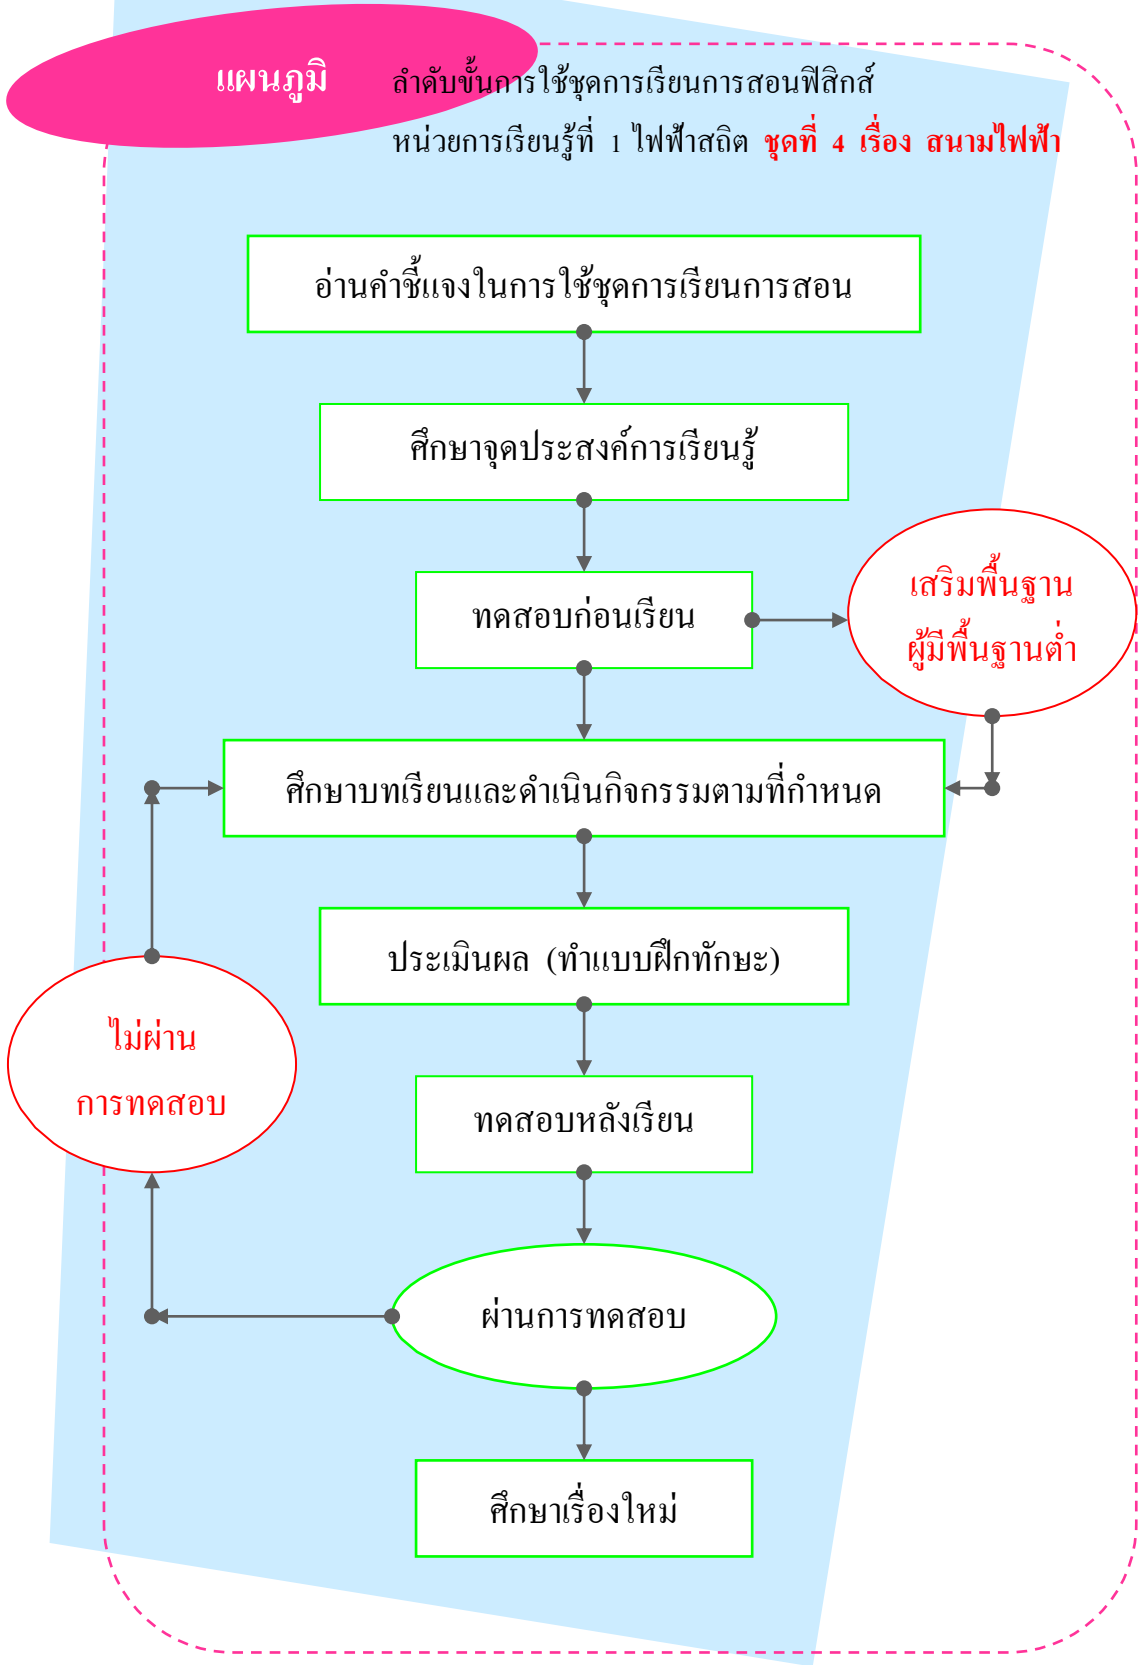 แผนภูมิ
ลำดับขั้นการใช้ชุดการเรียนการสอนฟิสิกส์
หน่วยการเรียนรู้ที่ 1 ไฟฟ้าสถิต ชุดที่ 4 เรื่อง สนามไฟฟ้า
อ่านคำชี้แจงในการใช้ชุดการเรียนการสอน
ศึกษาจุดประสงค์การเรียนรู้
ทดสอบก่อนเรียน
เสริมพื้นฐาน
ผู้มีพื้นฐานต่ำ
ศึกษาบทเรียนและดำเนินกิจกรรมตามที่กำหนด
ประเมินผล (ทำแบบฝึกทักษะ)
ไม่ผ่าน
การทดสอบ
ทดสอบหลังเรียน
ผ่านการทดสอบ
ศึกษาเรื่องใหม่